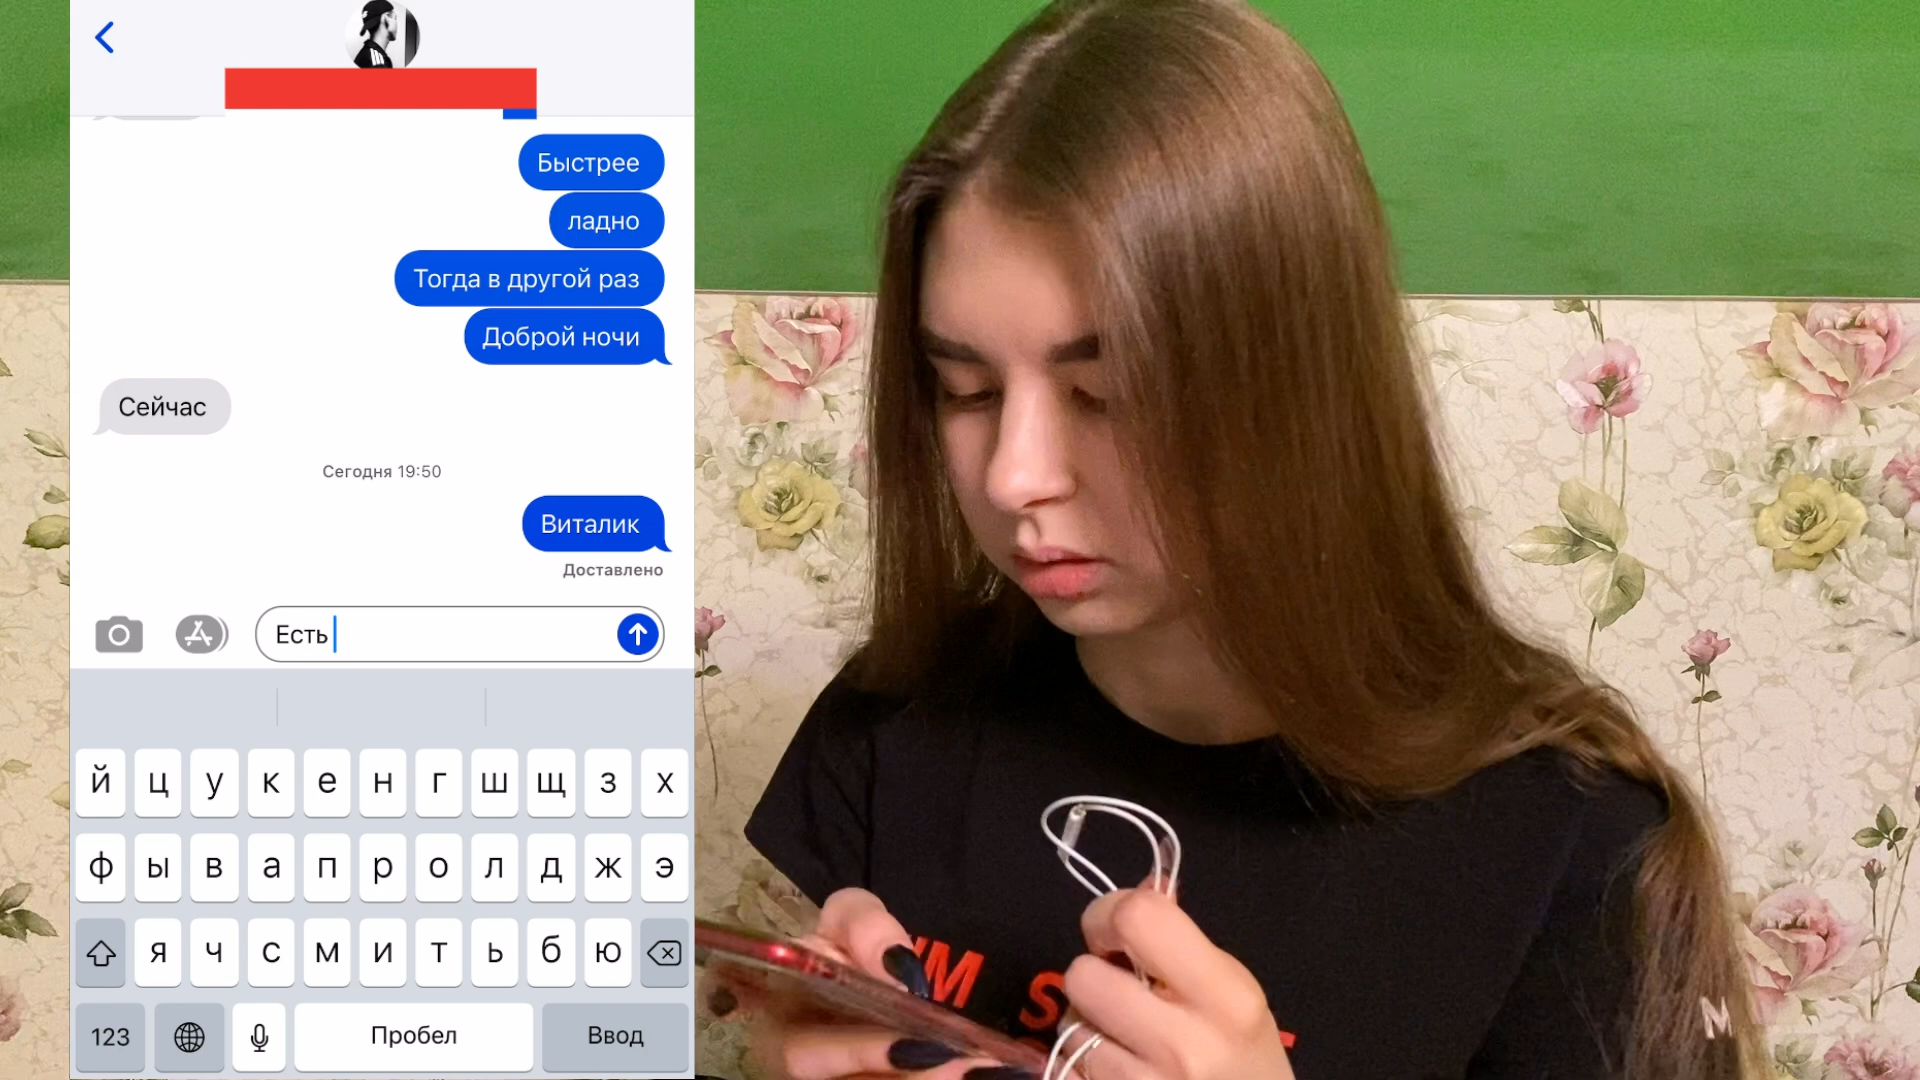 Быстрее
ладно
Тогда в другой раз
Доброй ночи
Сейчас
Сегодня 19:50
Виталик
Доставлено
Есть
й ц у к е н г ш щ з х
ф ы в а п р о л д ж э
я ч с м и т ь б ю
123 Пробел Ввод